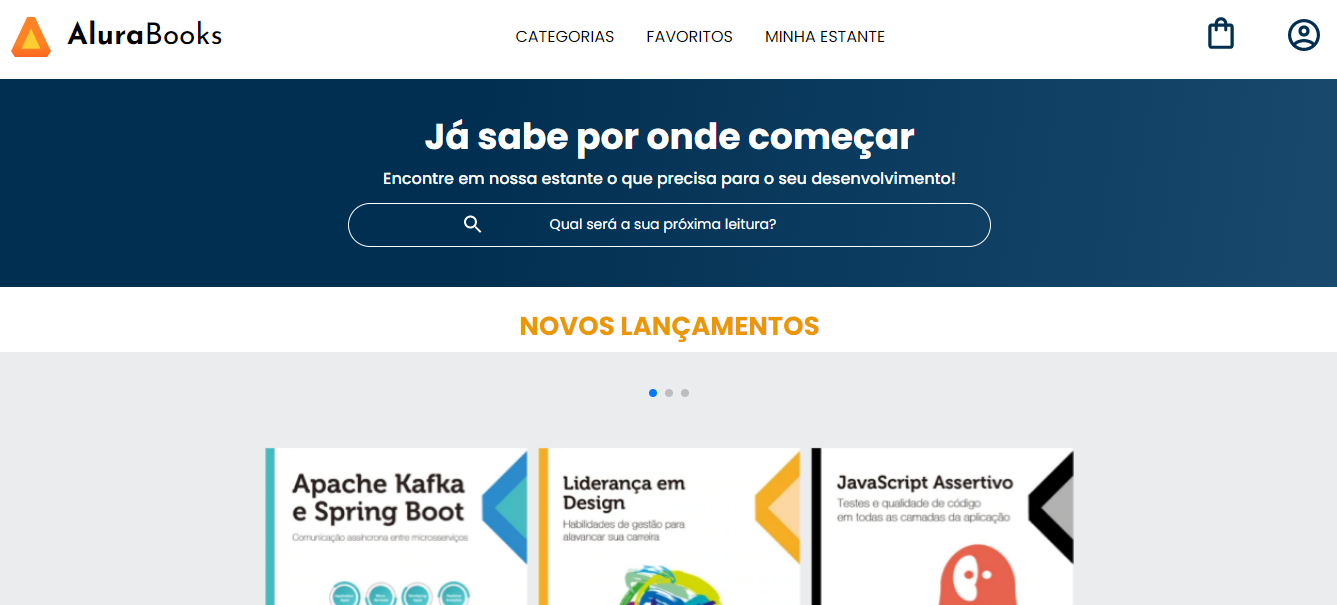 AluraBooks
CATEGORIAS FAVORITOS MINHA ESTANTE
Já sabe por onde começar
Encontre em nossa estante o que precisa para o seu desenvolvimento!
Qual será a sua próxima leitura?
NOVOS LANÇAMENTOS
Apache Kafka
e Spring Boot
Comunicação assíncrona entre microsserviços
Liderança em
Design
Habilidades de gestão para
alavancar sua carreira
JavaScript Assertivo
Testes e qualidade de código
em todas as camadas da aplicação